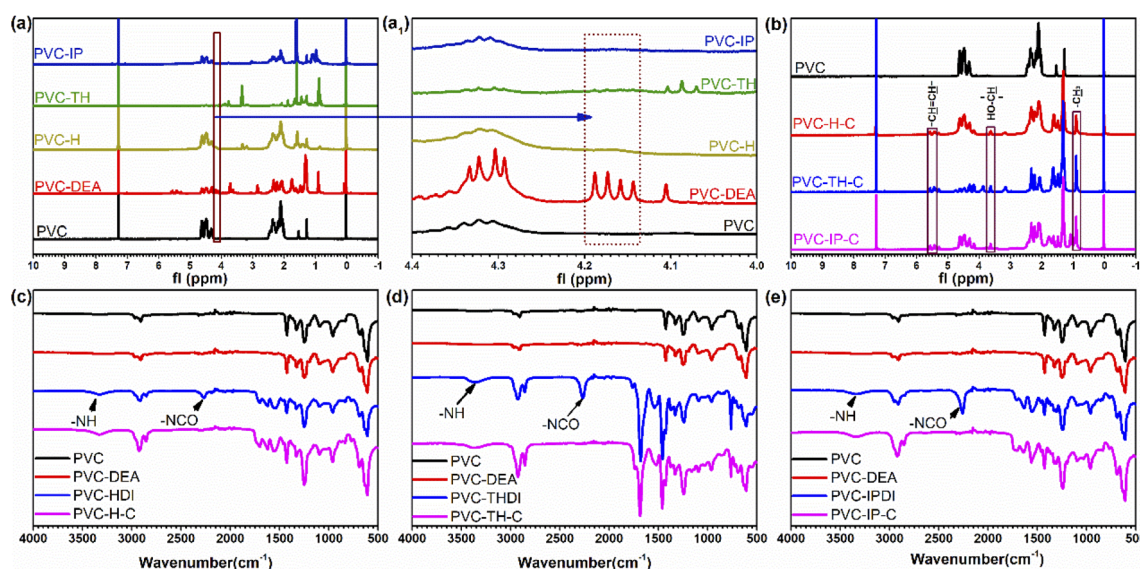 (a)
PVC-IP
PVC-TH
PVC-H
PVC-DEA
PVC
10 9 8 7 6 5 4 3 2 1 0 -1
fl (ppm)
(a1)
PVC-IP
PVC-TH
PVC-H
PVC-DEA
PVC
4.4 4.3 4.2 4.1 4.0
fl (ppm)
(b)
PVC
-CH=CH-
HO-CH-
-CH3
PVC-H-C
PVC-TH-C
PVC-IP-C
10 9 8 7 6 5 4 3 2 1 0 -1
fl (ppm)
(c)
-NH
-NCO
PVC
PVC-DEA
PVC-HDI
PVC-H-C
4000 3500 3000 2500 2000 1500 1000 500
Wavenumber(cm-1)
(d)
-NH
-NCO
PVC
PVC-DEA
PVC-THDI
PVC-TH-C
4000 3500 3000 2500 2000 1500 1000 500
Wavenumber(cm-1)
(e)
-NH
-NCO
PVC
PVC-DEA
PVC-IPDI
PVC-IP-C
4000 3500 3000 2500 2000 1500 1000 500
Wavenumber(cm-1)